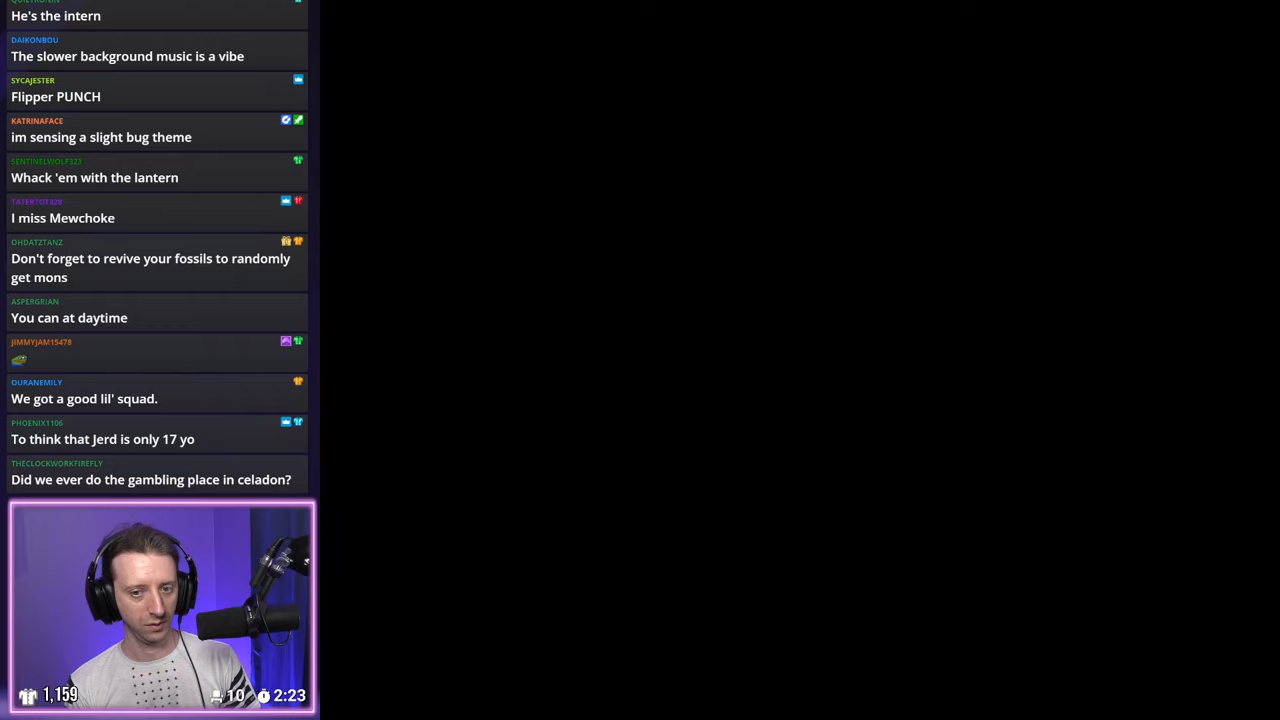 He's the intern
DAIKONBOU
The slower background music is a vibe
SYCAJESTER
Flipper PUNCH
KATRINAFACE
im sensing a slight bug theme
SENTINELWOLF323
Whack 'em with the lantern
TATERTOT328
I miss Mewchoke
OHDATZTANZ
Don't forget to revive your fossils to randomly
get mons
ASPERGRIAN
You can at daytime
JIMMYJAM15478
OURANEMILY
We got a good lil' squad.
PHOENIX1106
To think that Jerd is only 17 yo
THECLOCKWORKFIREFLY
Did we ever do the gambling place in celadon?
1,159
10
2:23